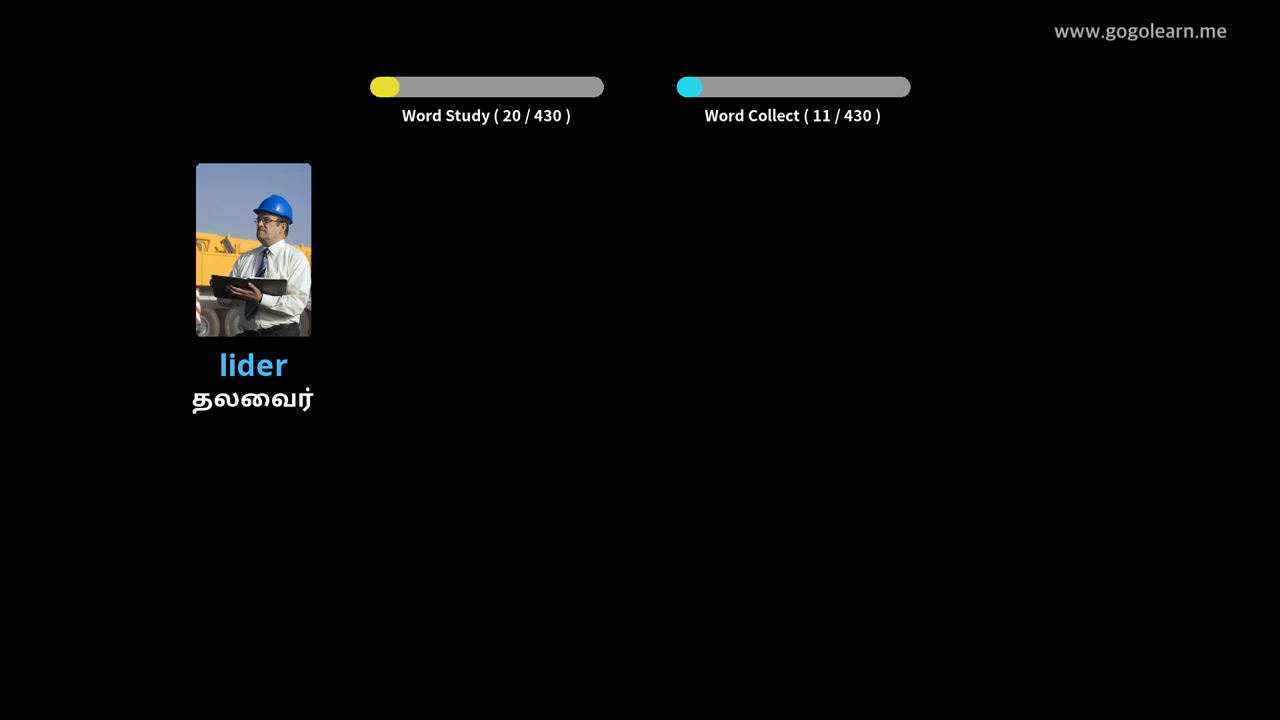 www.gogolearn.me
Word Study ( 20 / 430 )
Word Collect ( 11 / 430 )
lider
தலைவர்